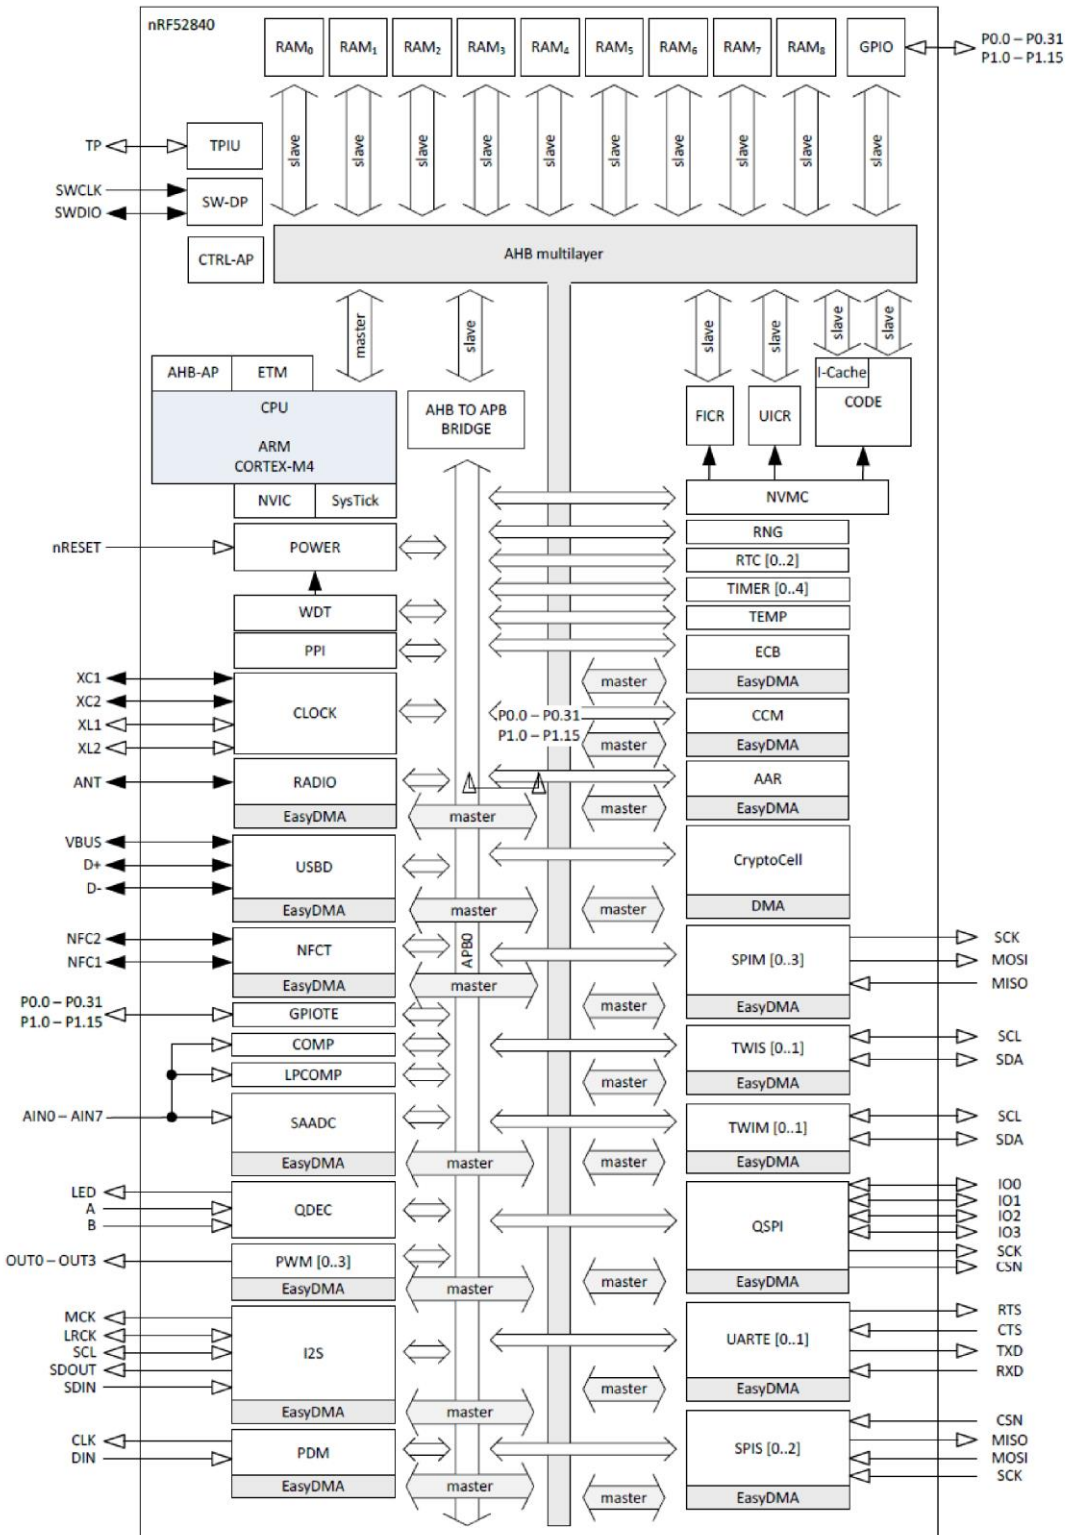 nRF52840
RAM0 RAM1 RAM2 RAM3 RAM4 RAM5 RAM6 RAM7 RAM8 GPIO
P0.0 – P0.31
P1.0 – P1.15
slave slave slave slave slave slave slave slave slave slave
TP TPIU
SWCLK
SWDIO
SW-DP
CTRL-AP
AHB multilayer
master slave slave slave slave slave
AHB-AP ETM
CPU
ARM
CORTEX-M4
NVIC SysTick
AHB TO APB
BRIDGE
FICR UICR
I-Cache
CODE
NVMC
nRESET POWER
RNG
RTC [0..2]
TIMER [0..4]
WDT
TEMP
PPI
ECB
master EasyDMA
XC1
XC2
XL1
XL2
CLOCK
P0.0 – P0.31
P1.0 – P1.15
CCM
master EasyDMA
ANT RADIO
AAR
EasyDMA master
master EasyDMA
VBUS
D+
D-
USBD
CryptoCell
EasyDMA master
master DMA
APB0
NFC2
NFC1
NFCT
SPIM [0..3]
SCK
MOSI
MISO
EasyDMA master
master EasyDMA
P0.0 – P0.31
P1.0 – P1.15
GPIOTE
COMP
LPCOMP
TWIS [0..1]
SCL
SDA
master EasyDMA
AIN0 – AIN7
SAADC
TWIM [0..1]
SCL
SDA
EasyDMA master
master EasyDMA
LED
A
B
QDEC
QSPI
IO0
IO1
IO2
IO3
SCK
CSN
OUT0 – OUT3 PWM [0..3]
EasyDMA master
master EasyDMA
MCK
LRCK
SCL
SDOUT
SDIN
I2S
UARTE [0..1]
RTS
CTS
TXD
RXD
EasyDMA master
master EasyDMA
CLK
DIN
PDM
SPIS [0..2]
CSN
MISO
MOSI
SCK
EasyDMA master
master EasyDMA